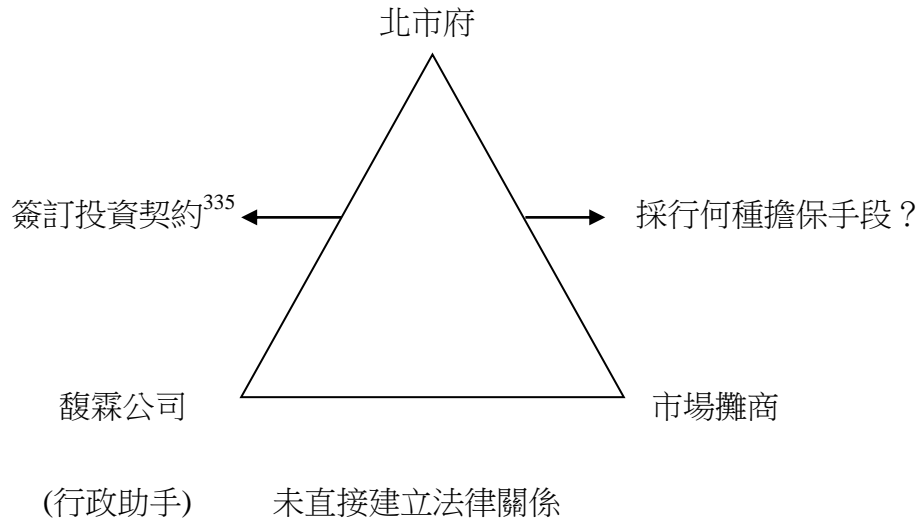 北市府
簽訂投資契約335
採行何種擔保手段？
馥霖公司
市場攤商
(行政助手)
未直接建立法律關係